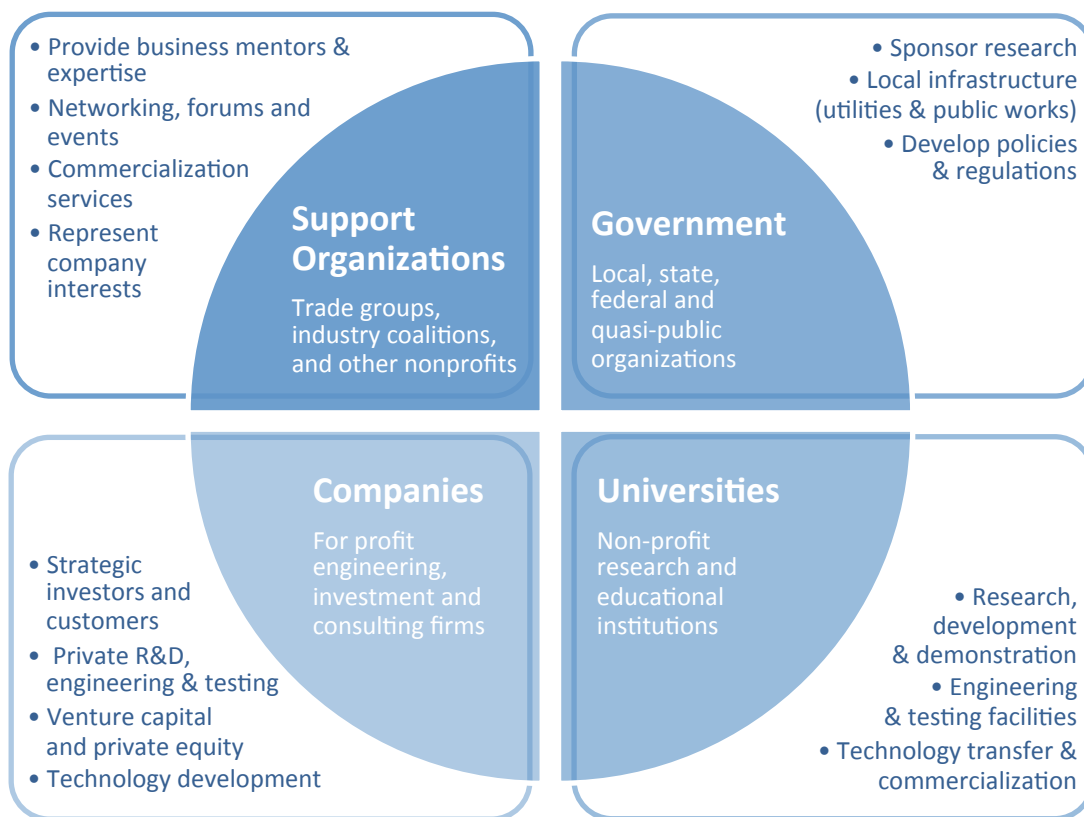 • Provide business mentors &
expertise
• Networking, forums and
events
• Commercialization
services
• Represent
company
interests
Support
Organizations
Trade groups,
industry coalitions,
and other nonprofits
• Sponsor research
• Local infrastructure
(utilities & public works)
• Develop policies
& regulations
Government
Local, state,
federal and
quasi-public
organizations
Companies
For profit
engineering,
investment and
consulting firms
• Strategic
investors and
customers
• Private R&D,
engineering & testing
• Venture capital
and private equity
• Technology development
Universities
Non-profit
research and
educational
institutions
• Research,
development
& demonstration
• Engineering
& testing facilities
• Technology transfer &
commercialization